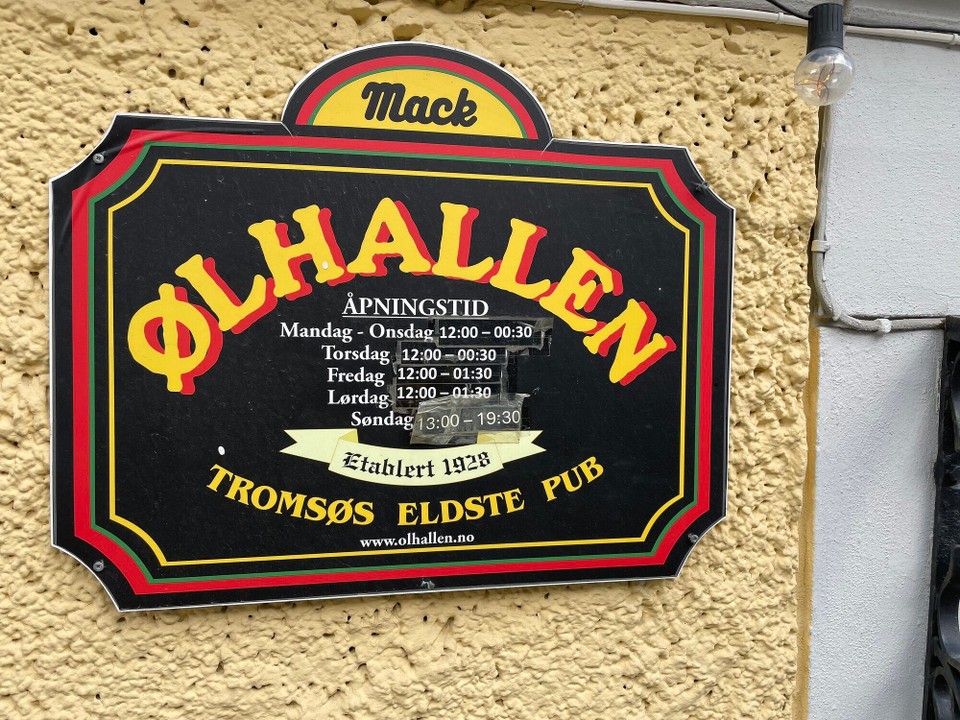 Mack
ØLHALLEN
ÅPNINGSTID
Mandag - Onsdag 12:00 – 00:30
Torsdag 12:00 – 00:30
Fredag 12:00 – 01:30
Lørdag 12:00 – 01:30
Søndag 13:00 – 19:30
Etablert 1928
TROMSØS ELDSTE PUB
www.olhallen.no